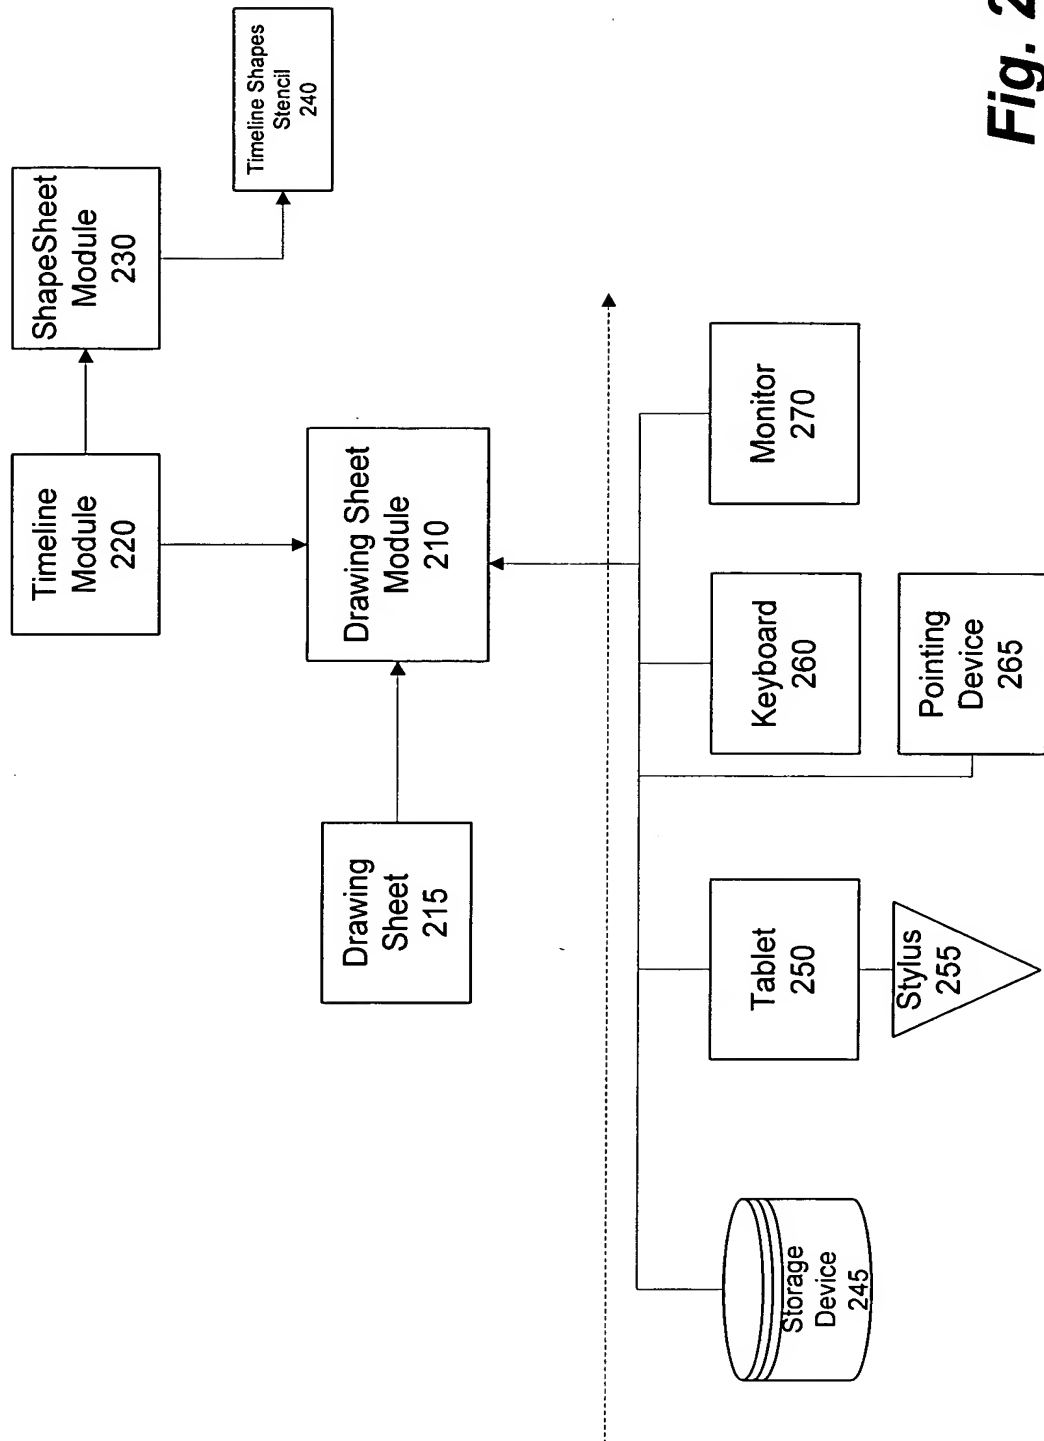 Timeline
Module
220
ShapeSheet
Module
230
Timeline Shapes
Stencil
240
Drawing
Sheet
215
Drawing Sheet
Module
210
Storage
Device
245
Tablet
250
Stylus
255
Keyboard
260
Pointing
Device
265
Monitor
270
Fig. 2